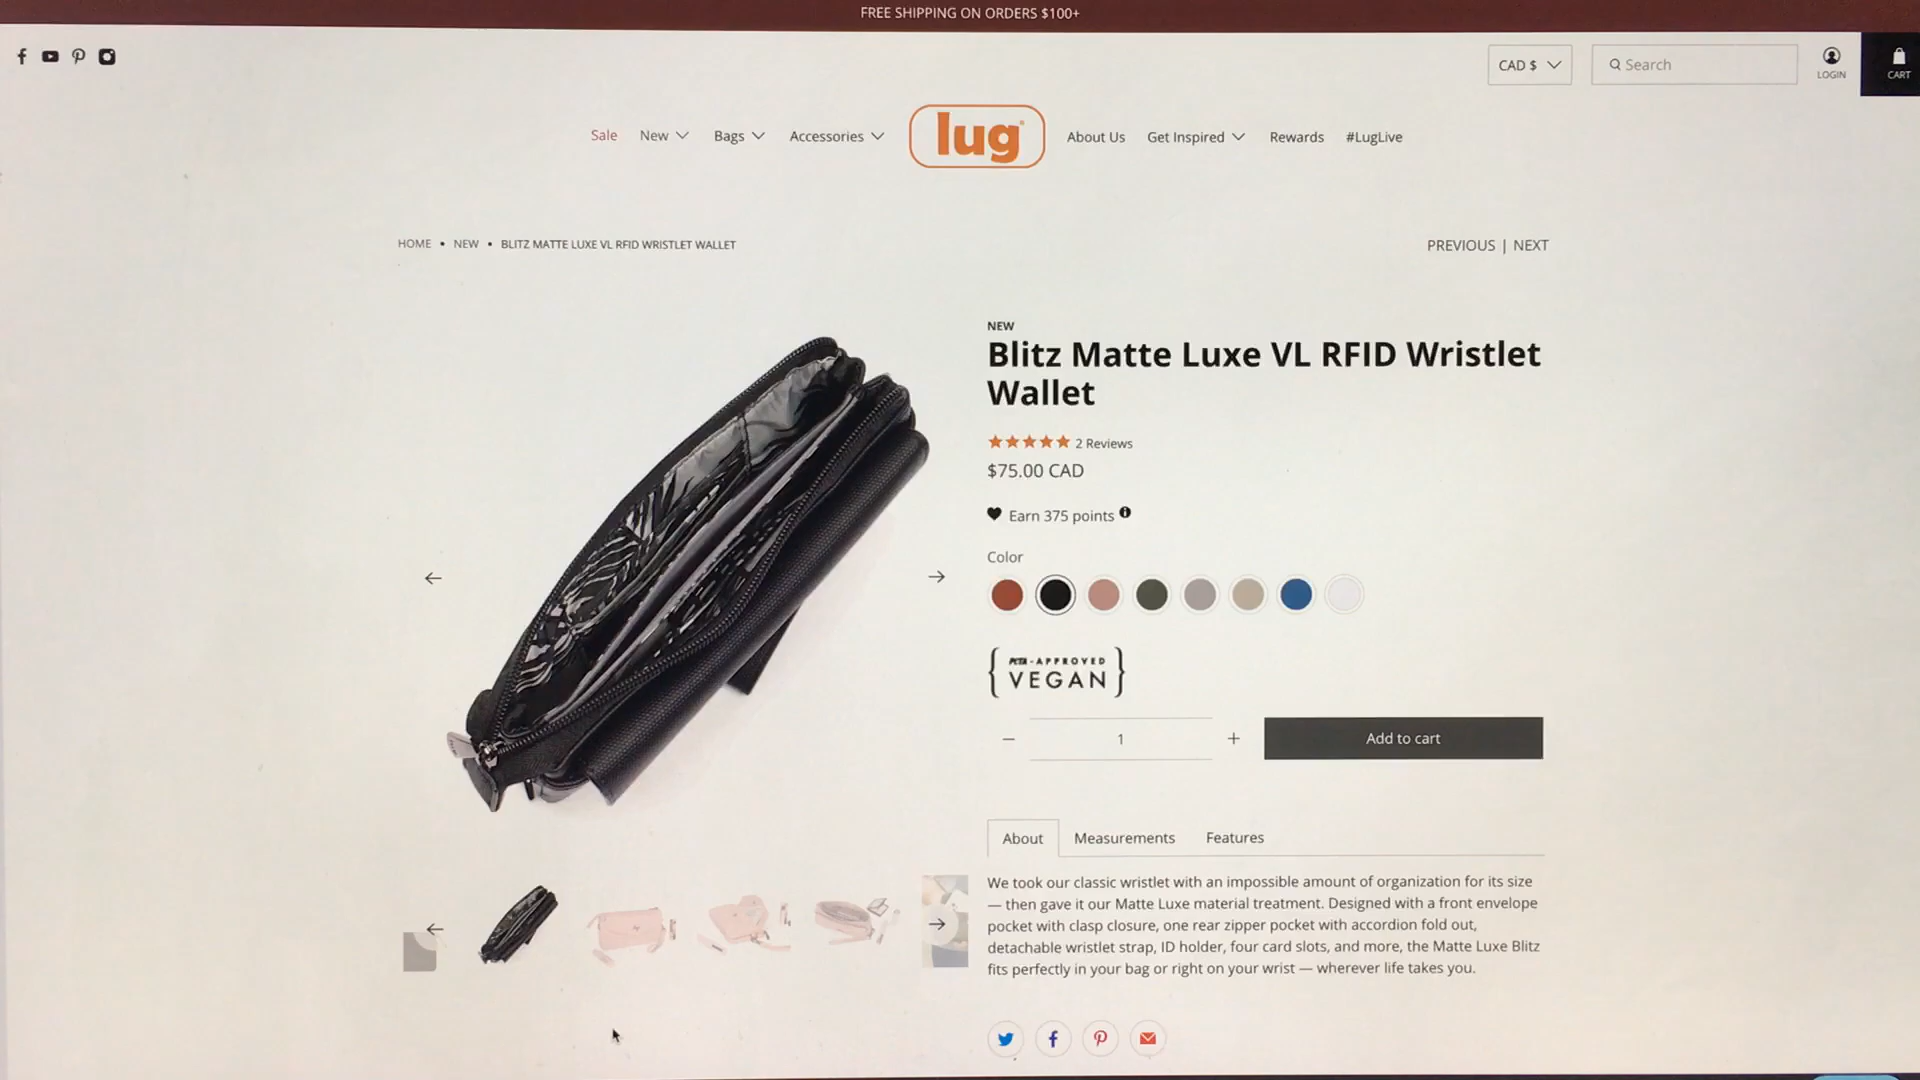 FREE SHIPPING ON ORDERS $100+
CAD $
Search
LOGIN
CART
Sale
New
Bags
Accessories
lug
About Us
Get Inspired
Rewards
#LugLive
HOME • NEW • BLITZ MATTE LUXE VL RFID WRISTLET WALLET
PREVIOUS | NEXT
NEW
Blitz Matte Luxe VL RFID Wristlet
Wallet
2 Reviews
$75.00 CAD
Earn 375 points
Color
PETA-APPROVED
VEGAN
1
Add to cart
About
Measurements
Features
We took our classic wristlet with an impossible amount of organization for its size
— then gave it our Matte Luxe material treatment. Designed with a front envelope
pocket with clasp closure, one rear zipper pocket with accordion fold out,
detachable wristlet strap, ID holder, four card slots, and more, the Matte Luxe Blitz
fits perfectly in your bag or right on your wrist — wherever life takes you.